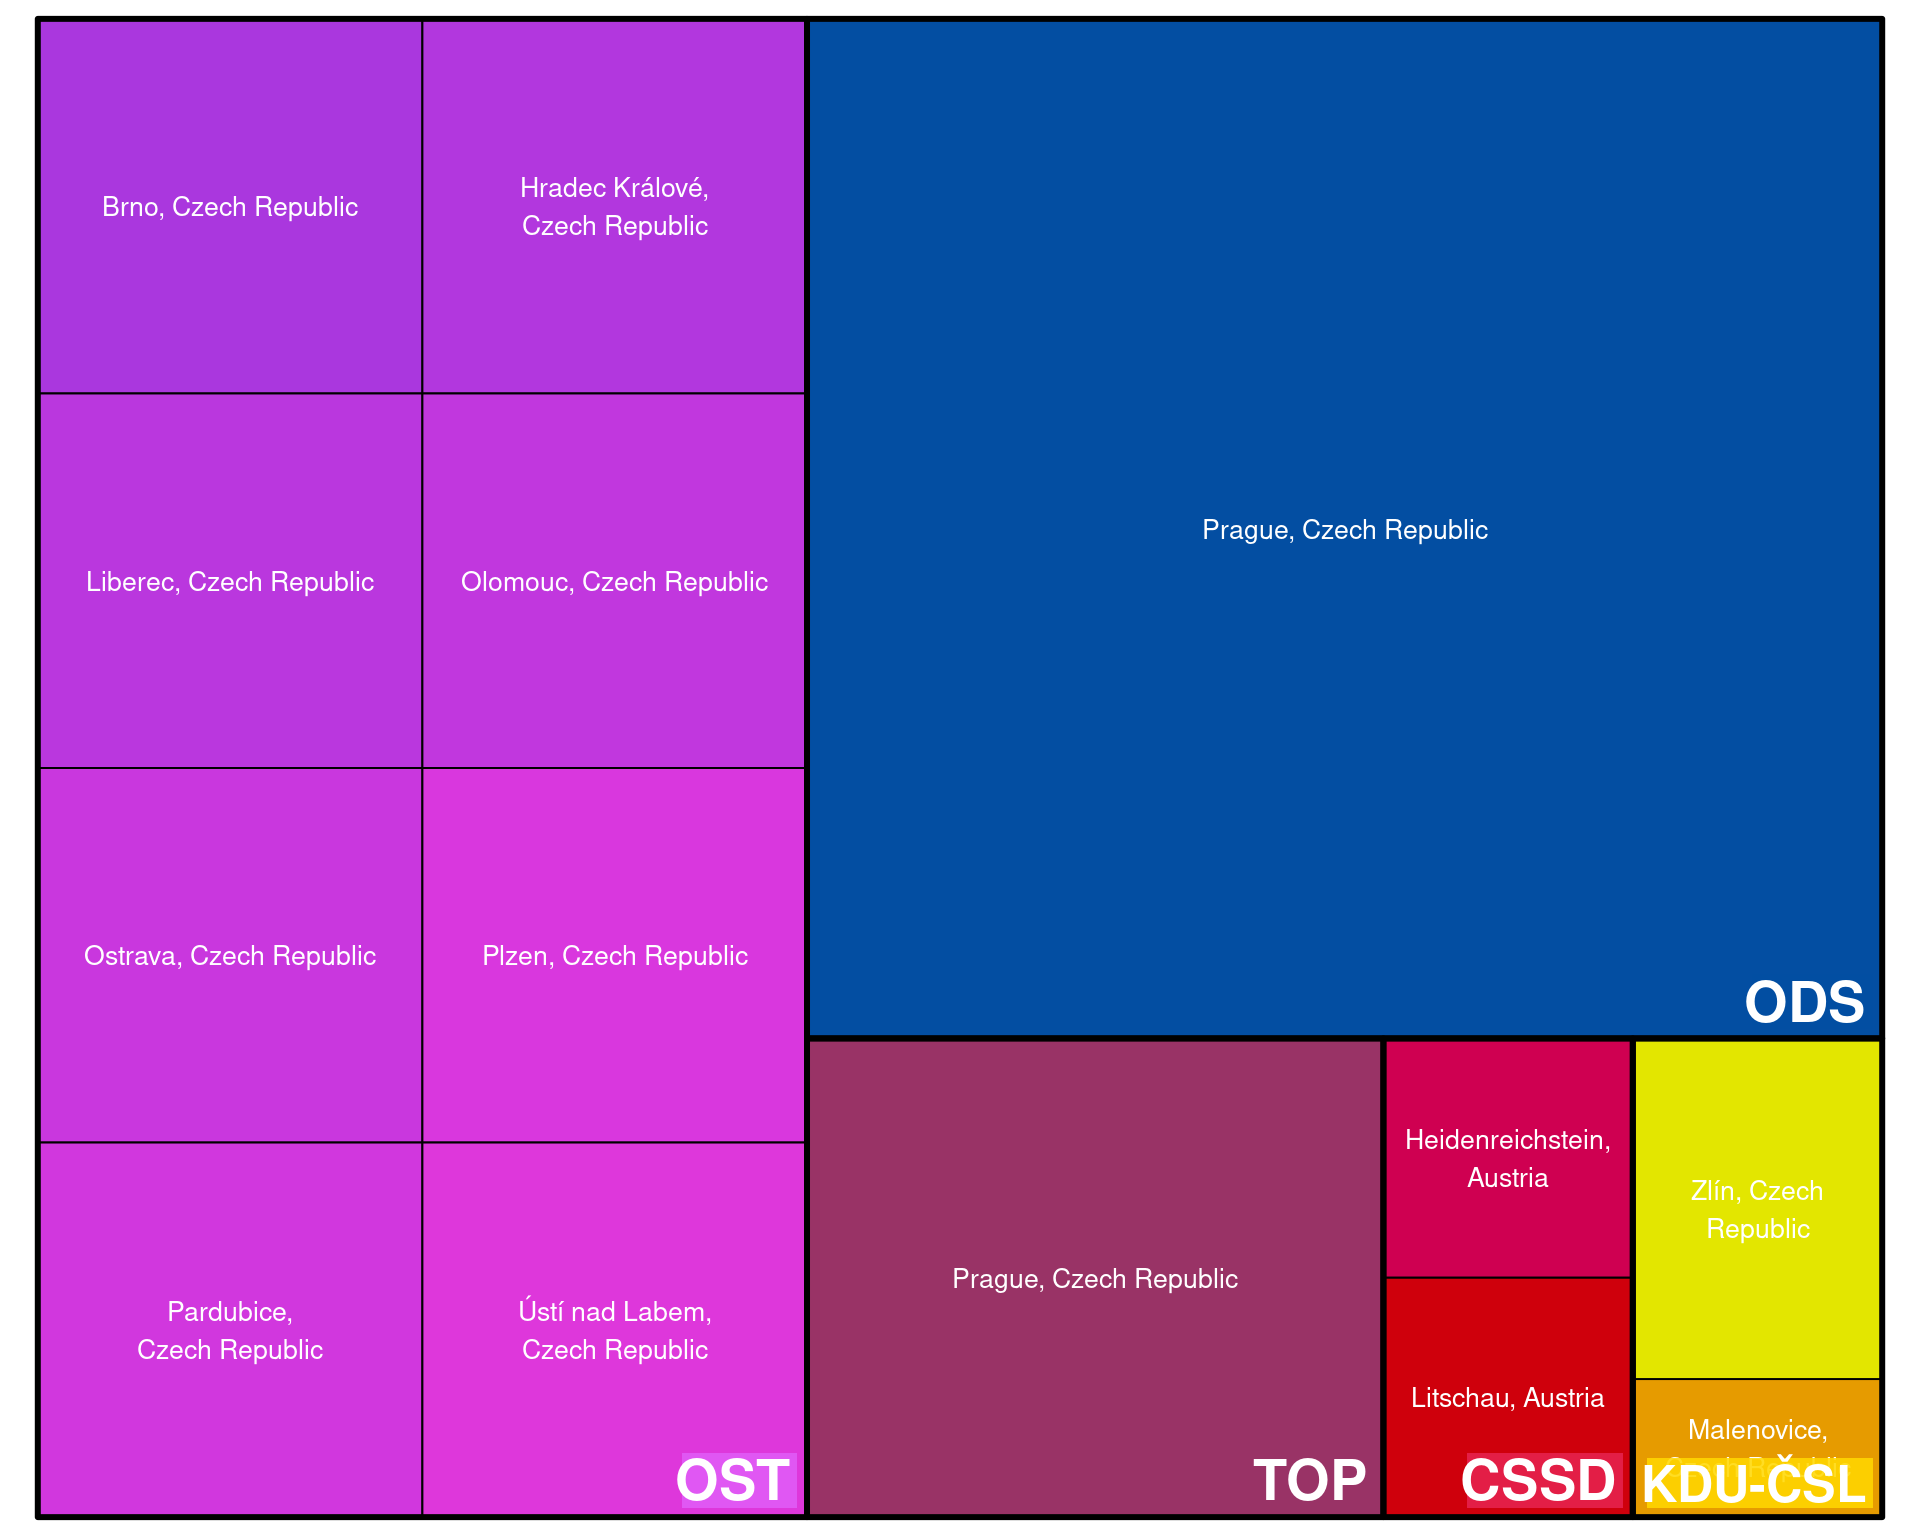 Brno, Czech Republic
Hradec Králové,
Czech Republic
Liberec, Czech Republic
Olomouc, Czech Republic
Ostrava, Czech Republic
Plzen, Czech Republic
Pardubice,
Czech Republic
Ústí nad Labem,
Czech Republic
OST
Prague, Czech Republic
ODS
Prague, Czech Republic
TOP
Heidenreichstein,
Austria
Litschau, Austria
CSSD
Zlín, Czech
Republic
Malenovice,
Czech Republic
KDU-ČSL